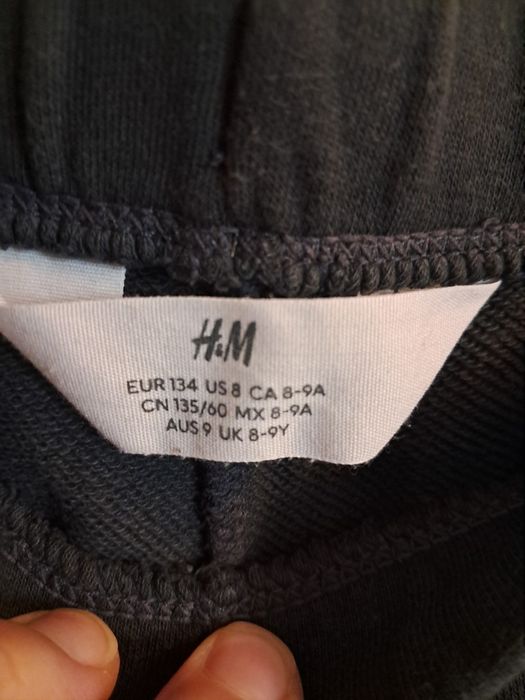 H&M
EUR 134 US 8 CA 8-9A
CN 135/60 MX 8-9A
AUS 9 UK 8-9Y